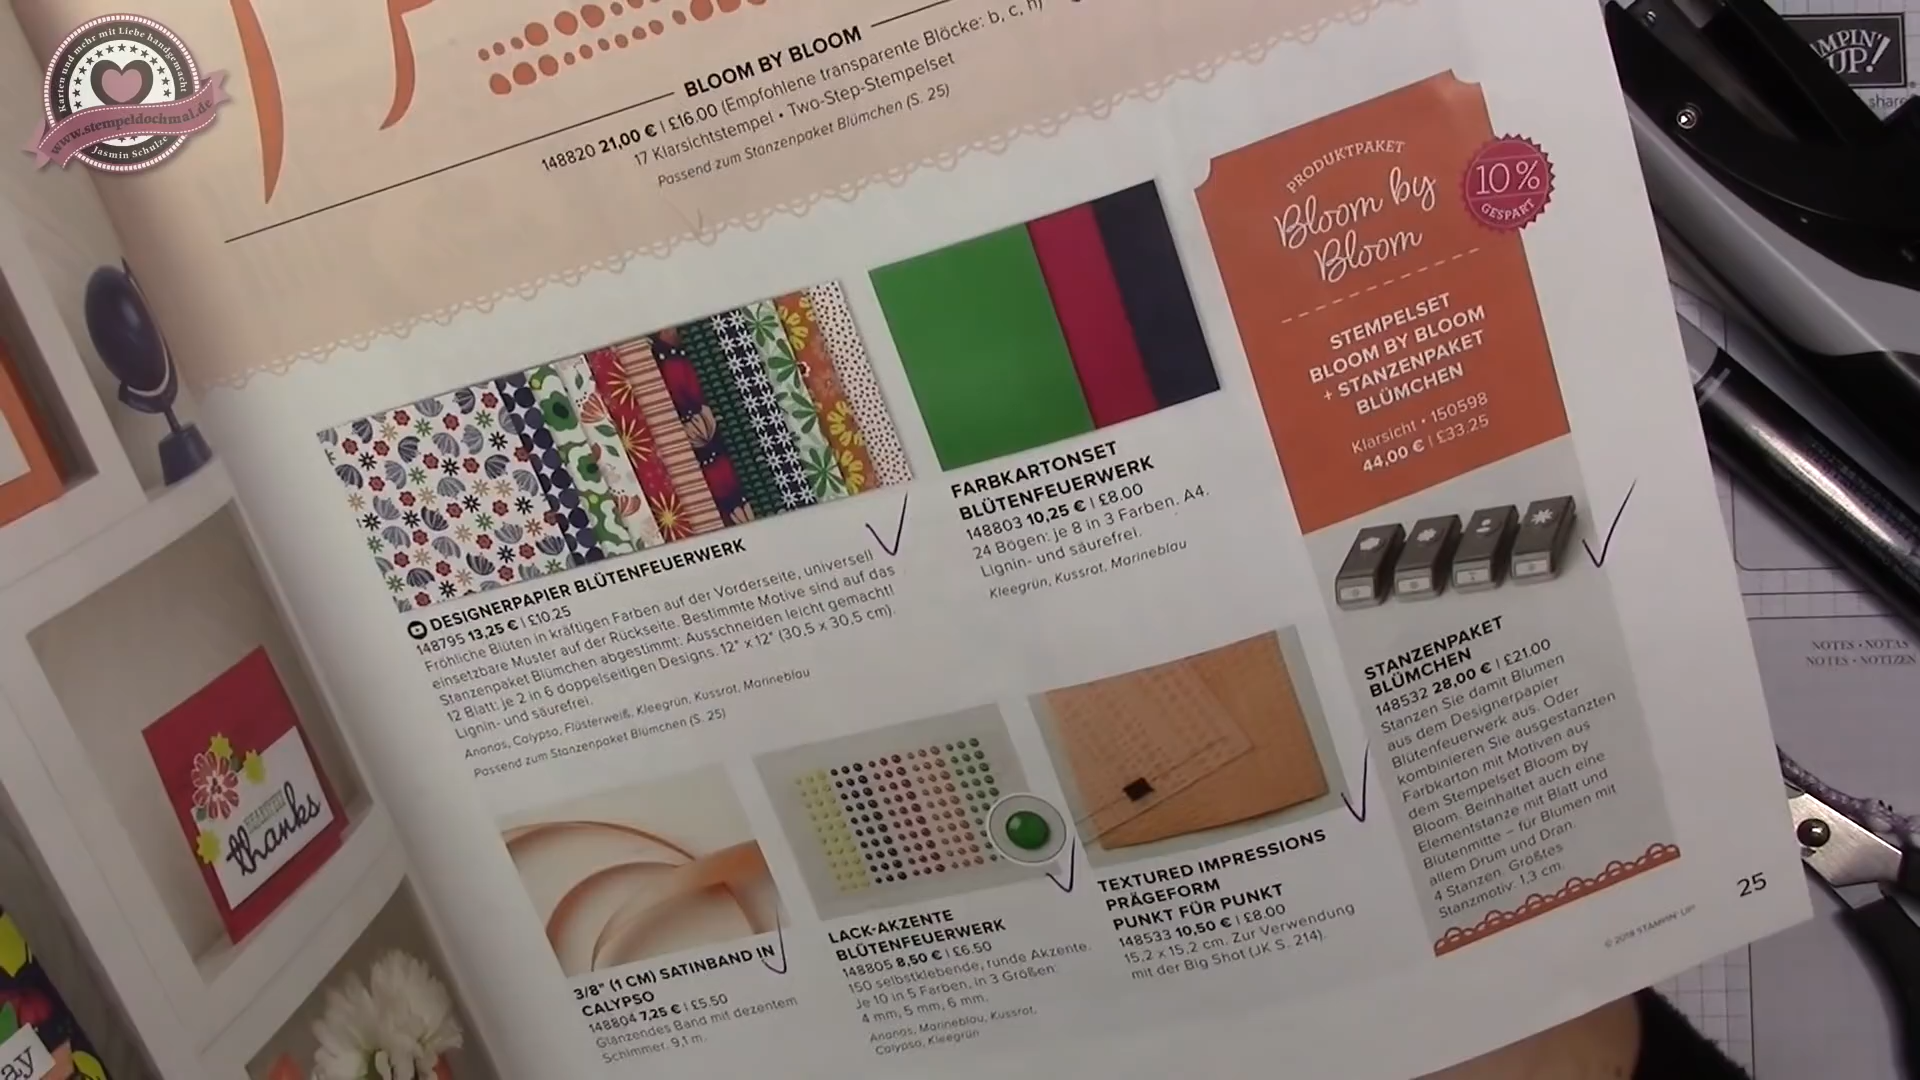 Karten und mehr mit Liebe handgemacht
www.stempeldochmal.de
Jasmin Schulze
BLOOM BY BLOOM
148820 21,00 € | £16.00 (Empfohlene transparente Blöcke: b, c, h)
17 Klarsichtstempel • Two-Step-Stempelset
Passend zum Stanzenpaket Blümchen (S. 25)
PRODUKTPAKET
Bloom by
Bloom
10 %
GESPART
STEMPELSET
BLOOM BY BLOOM
+ STANZENPAKET
BLÜMCHEN
Klarsicht • 150598
44,00 € | £33.25
DESIGNERPAPIER BLÜTENFEUERWERK
148795 13,25 € | £10.25
Fröhliche Blüten in kräftigen Farben auf der Vorderseite, universell
einsetzbare Muster auf der Rückseite. Bestimmte Motive sind auf das
Stanzenpaket Blümchen abgestimmt: Ausschneiden leicht gemacht!
12 Blatt: je 2 in 6 doppelseitigen Designs. 12" x 12" (30,5 x 30,5 cm).
Lignin- und säurefrei.
Ananas, Calypso, Flüsterweiß, Kleegrün, Kussrot, Marineblau
Passend zum Stanzenpaket Blümchen (S. 25)
FARBKARTONSET
BLÜTENFEUERWERK
148803 10,25 € | £8.00
24 Bögen: je 8 in 3 Farben. A4.
Lignin- und säurefrei.
Kleegrün, Kussrot, Marineblau
STANZENPAKET
BLÜMCHEN
148532 28,00 € | £21.00
Stanzen Sie damit Blumen
aus dem Designerpapier
Blütenfeuerwerk aus. Oder
kombinieren Sie ausgestanzten
Farbkarton mit Motiven aus
dem Stempelset Bloom by
Bloom. Beinhaltet auch eine
Elementstanze mit Blatt und
Blütenmitte – für Blumen mit
allem Drum und Dran.
4 Stanzen. Größtes
Stanzmotiv: 1,3 cm.
3/8" (1 CM) SATINBAND IN
CALYPSO
148804 7,25 € | £5.50
Glänzendes Band mit dezentem
Schimmer. 9,1 m.
LACK-AKZENTE
BLÜTENFEUERWERK
148805 8,50 € | £6.50
150 selbstklebende, runde Akzente.
Je 10 in 5 Farben, in 3 Größen:
4 mm, 5 mm, 6 mm.
Ananas, Marineblau, Kussrot,
Calypso, Kleegrün
TEXTURED IMPRESSIONS
PRÄGEFORM
PUNKT FÜR PUNKT
148533 10,50 € | £8.00
15,2 x 15,2 cm. Zur Verwendung
mit der Big Shot (JK S. 214).
25
© 2018 STAMPIN' UP!
thanks
ay
STAMPIN'
UP!
share
NOTES • NOTAS
NOTES • NOTIZEN